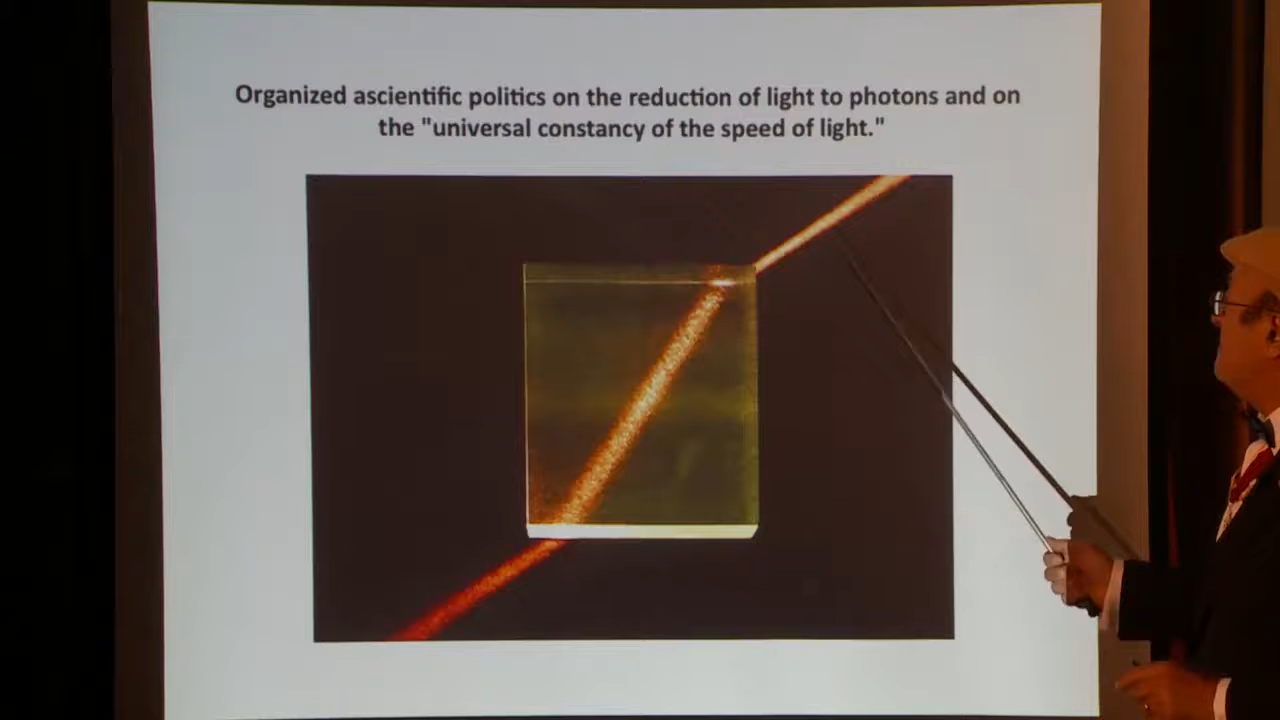 Organized ascientific politics on the reduction of light to photons and on
the "universal constancy of the speed of light."